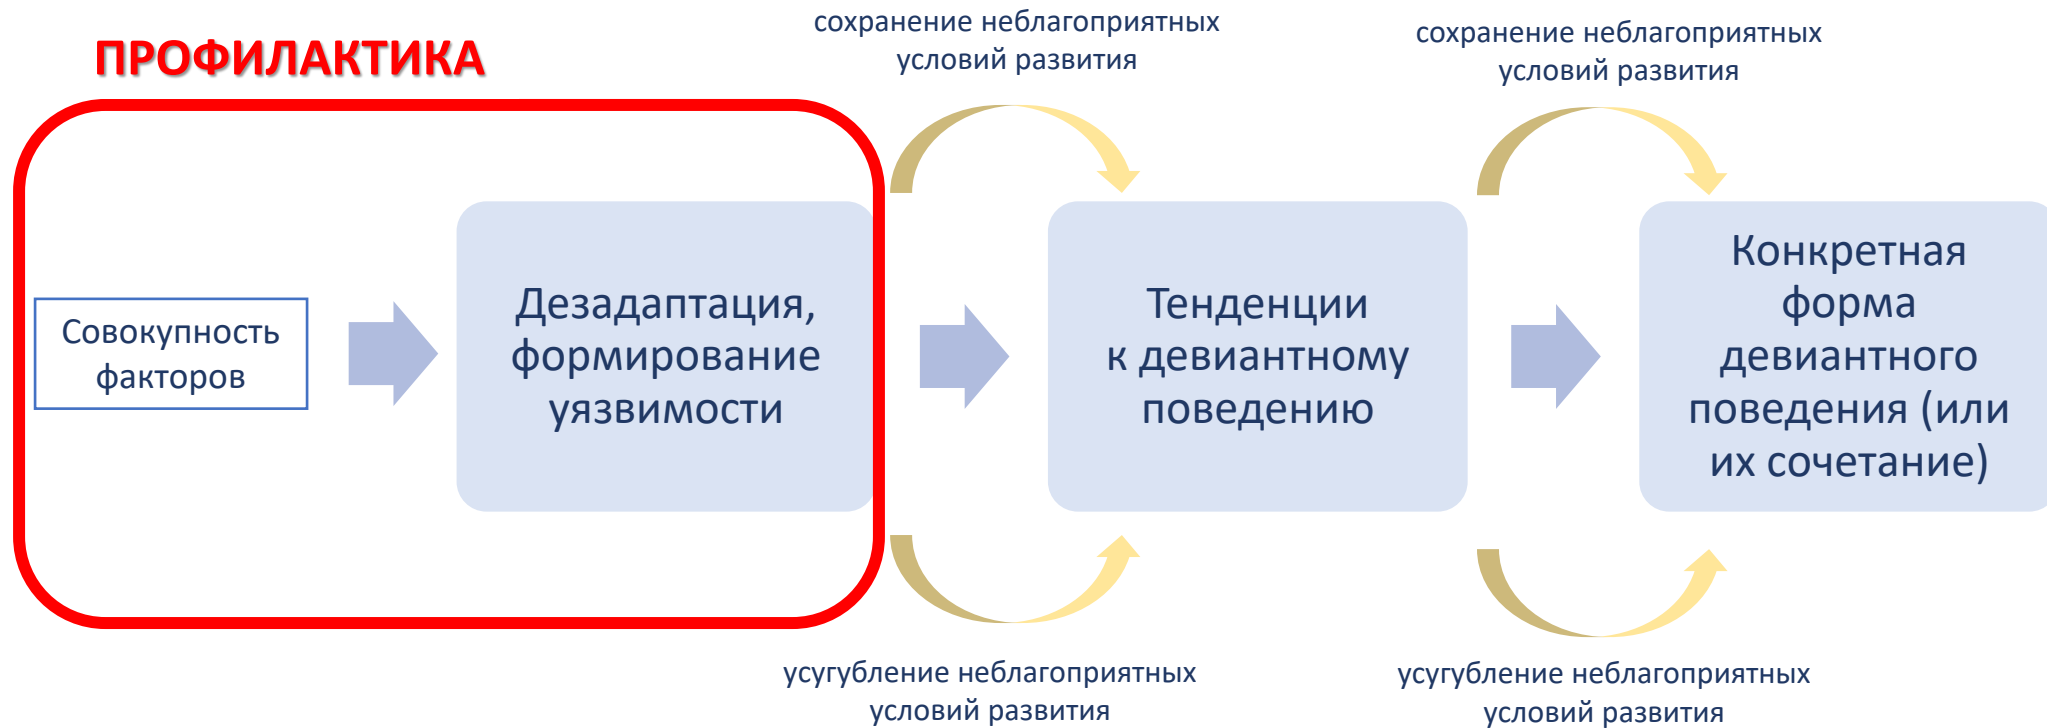 ПРОФИЛАКТИКА
сохранение неблагоприятных
условий развития
сохранение неблагоприятных
условий развития
Совокупность
факторов
Дезадаптация,
формирование
уязвимости
Тенденции
к девиантному
поведению
Конкретная
форма
девиантного
поведения (или
их сочетание)
усугубление неблагоприятных
условий развития
усугубление неблагоприятных
условий развития